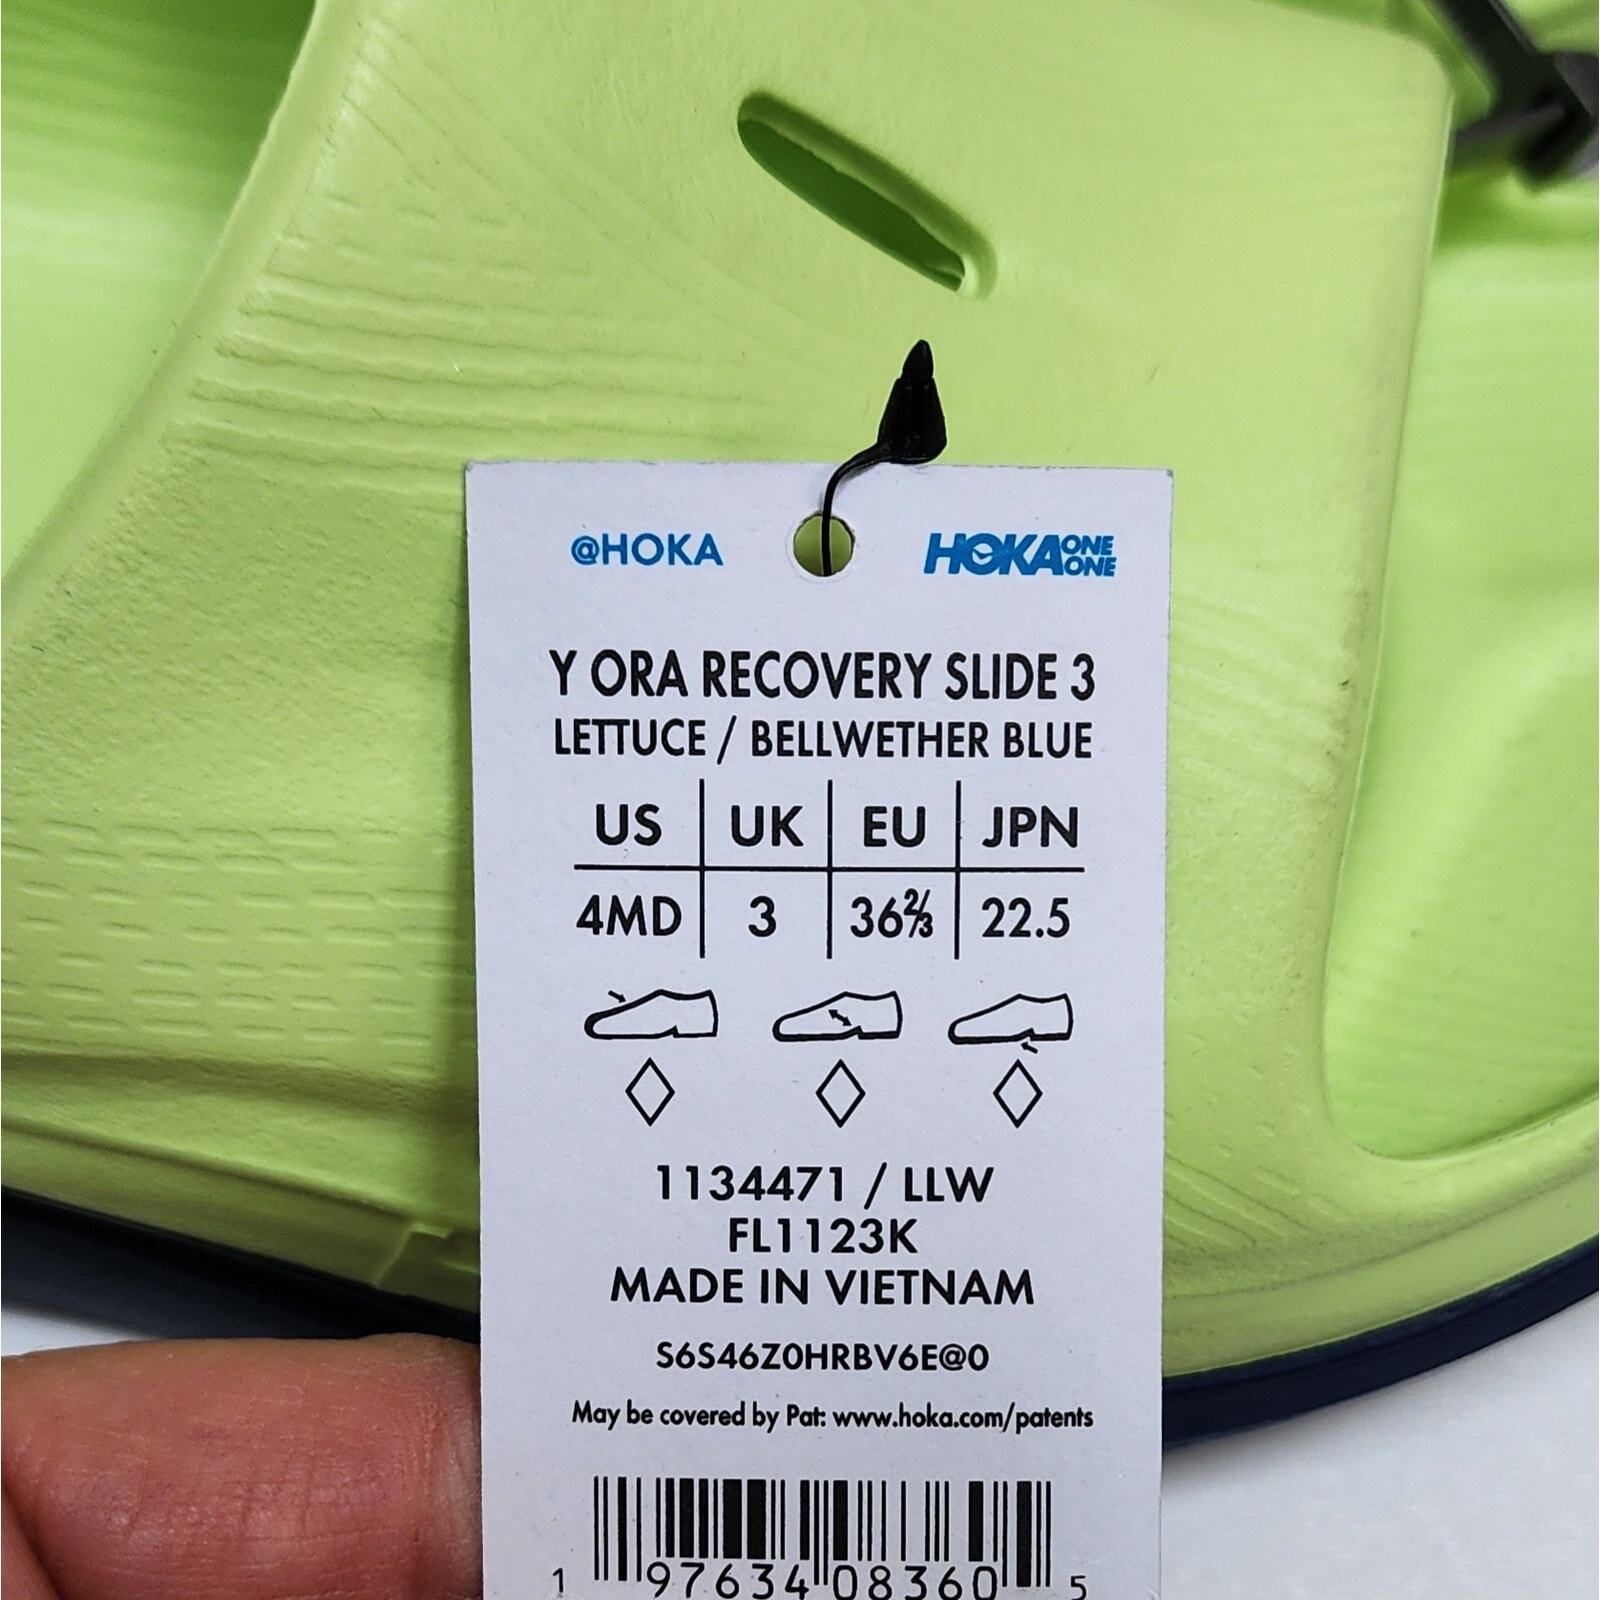 @HOKA HOKA ONE ONE
Y ORA RECOVERY SLIDE 3
LETTUCE / BELLWETHER BLUE
US UK EU JPN
4MD 3 36⅔ 22.5
1134471 / LLW
FL1123K
MADE IN VIETNAM
S6S46Z0HRBV6E@0
May be covered by Pat: www.hoka.com/patents
1 97634 08360 5